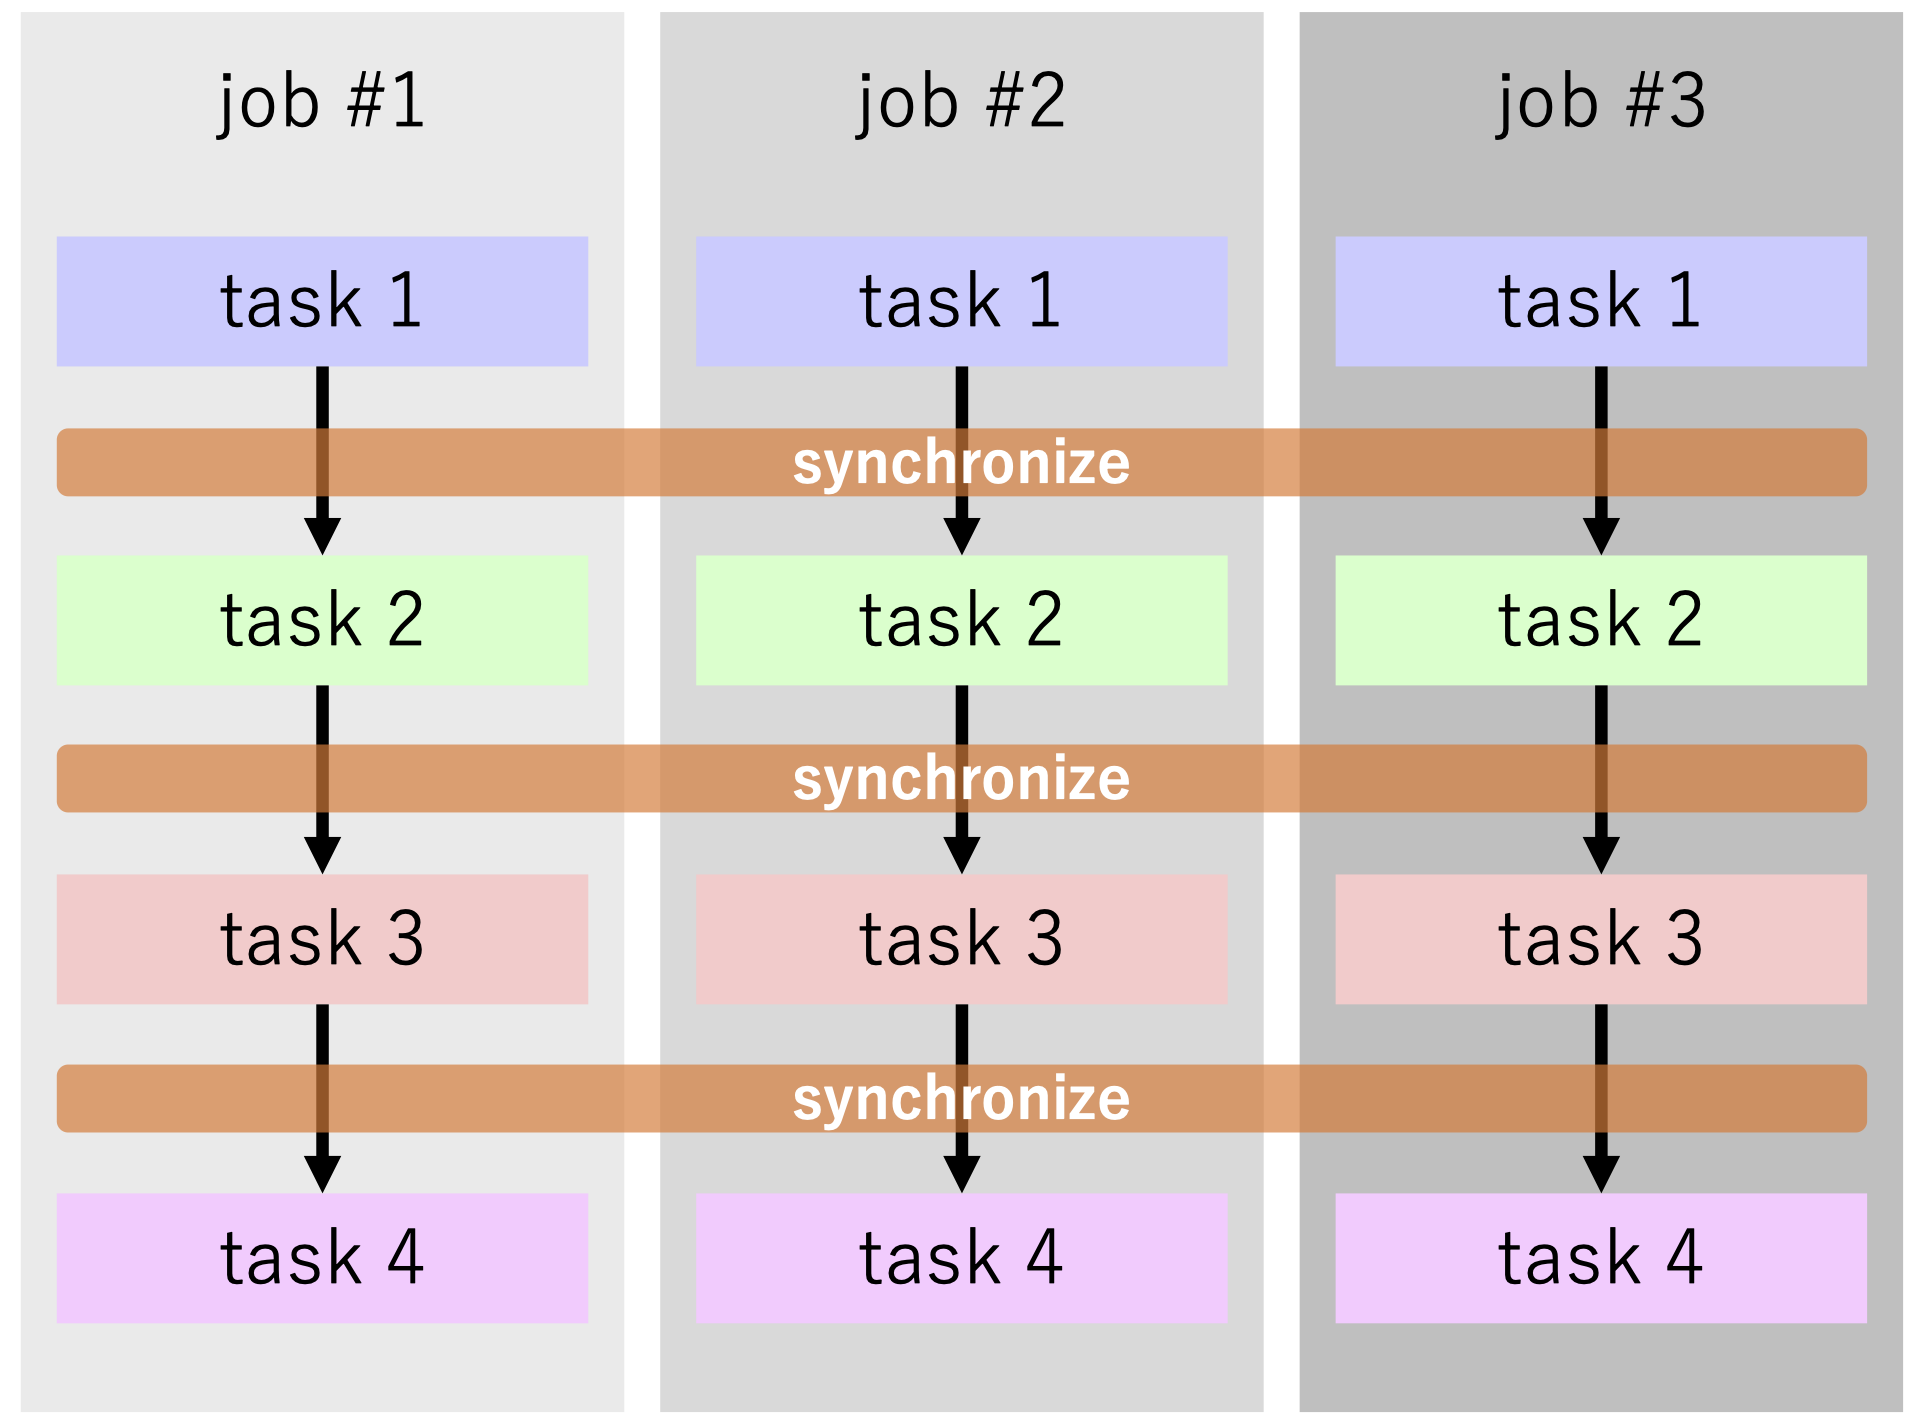 job #1
job #2
job #3
task 1
task 1
task 1
synchronize
task 2
task 2
task 2
synchronize
task 3
task 3
task 3
synchronize
task 4
task 4
task 4